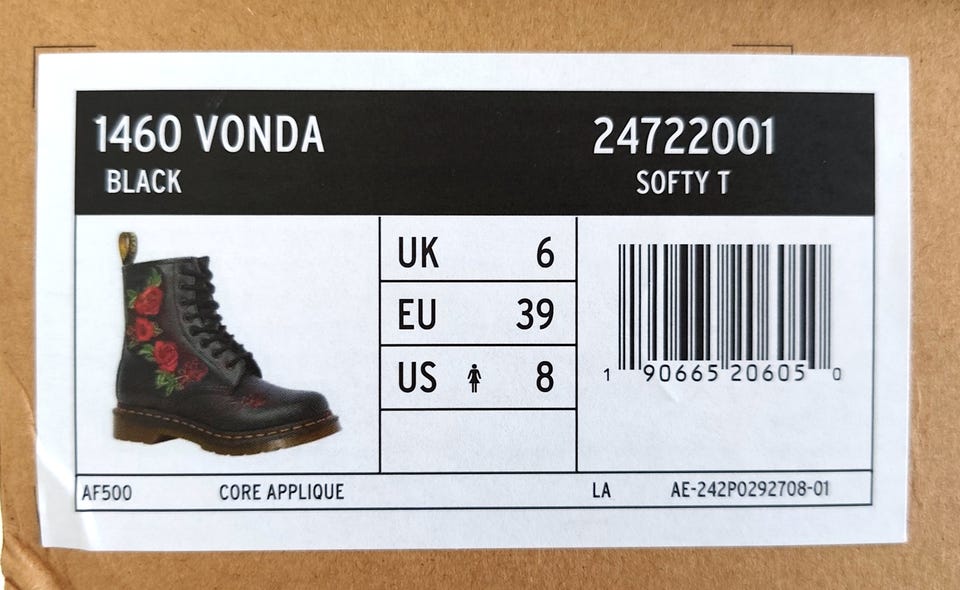 1460 VONDA
24722001
BLACK
SOFTY T
UK 6
EU 39
US 8
1 90665 20605 0
AF500
CORE APPLIQUE
LA
AE-242P0292708-01